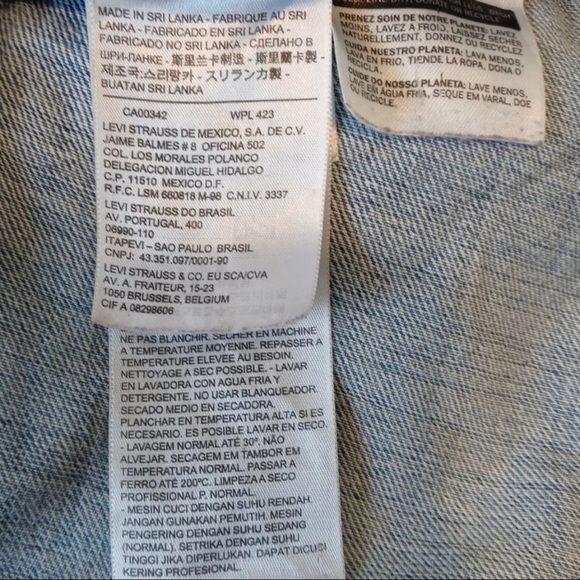 MADE IN SRI LANKA - FABRIQUE AU SRI
LANKA - FABRICADO EN SRI LANKA -
FABRICADO NO SRI LANKA - СДЕЛАНО В
ШРИ-ЛАНКЕ - 斯里兰卡制造 - 斯里蘭卡製 -
제조국:스리랑카 - スリランカ製 -
BUATAN SRI LANKA
CA00342 WPL 423
LEVI STRAUSS DE MEXICO, S.A. DE C.V.
JAIME BALMES # 8 OFICINA 502
COL. LOS MORALES POLANCO
DELEGACION MIGUEL HIDALGO
C.P. 11510 MEXICO D.F.
R.F.C. LSM 660818 M-98 C.N.I.V. 3337
LEVI STRAUSS DO BRASIL
AV. PORTUGAL, 400
06990-110
ITAPEVI – SAO PAULO BRASIL
CNPJ: 43.351.097/0001-90
LEVI STRAUSS & CO. EU SCA/CVA
AV. A. FRAITEUR, 15-23
1050 BRUSSELS, BELGIUM
CIF A 08298606
PRENEZ SOIN DE NOTRE PLANETE: LAVEZ
MOINS, LAVEZ A FROID, LAISSEZ SECHER
NATURELLEMENT, DONNEZ OU RECYCLEZ
CUIDA NUESTRO PLANETA: LAVA MENOS,
LAVA EN FRIO, TIENDE LA ROPA, DONA O
RECICLA
CUIDE DO NOSSO PLANETA: LAVE MENOS,
LAVE EM ÁGUA FRIA, SEQUE EM VARAL, DOE
OU RECICLE.
NE PAS BLANCHIR. SECHER EN MACHINE
A TEMPERATURE MOYENNE. REPASSER A
TEMPERATURE ELEVEE AU BESOIN.
NETTOYAGE A SEC POSSIBLE. - LAVAR
EN LAVADORA CON AGUA FRIA Y
DETERGENTE. NO USAR BLANQUEADOR.
SECADO MEDIO EN SECADORA.
PLANCHAR EN TEMPERATURA ALTA SI ES
NECESARIO. ES POSIBLE LAVAR EN SECO.
- LAVAGEM NORMAL ATÉ 30º. NÃO
ALVEJAR. SECAGEM EM TAMBOR EM
TEMPERATURA NORMAL. PASSAR A
FERRO ATÉ 200ºC. LIMPEZA A SECO
PROFISSIONAL P, NORMAL.
- MESIN CUCI DENGAN SUHU RENDAH.
JANGAN GUNAKAN PEMUTIH. MESIN
PENGERING DENGAN SUHU SEDANG
(NORMAL). SETRIKA DENGAN SUHU
TINGGI JIKA DIPERLUKAN. DAPAT DICUCI
KERING PROFESIONAL.